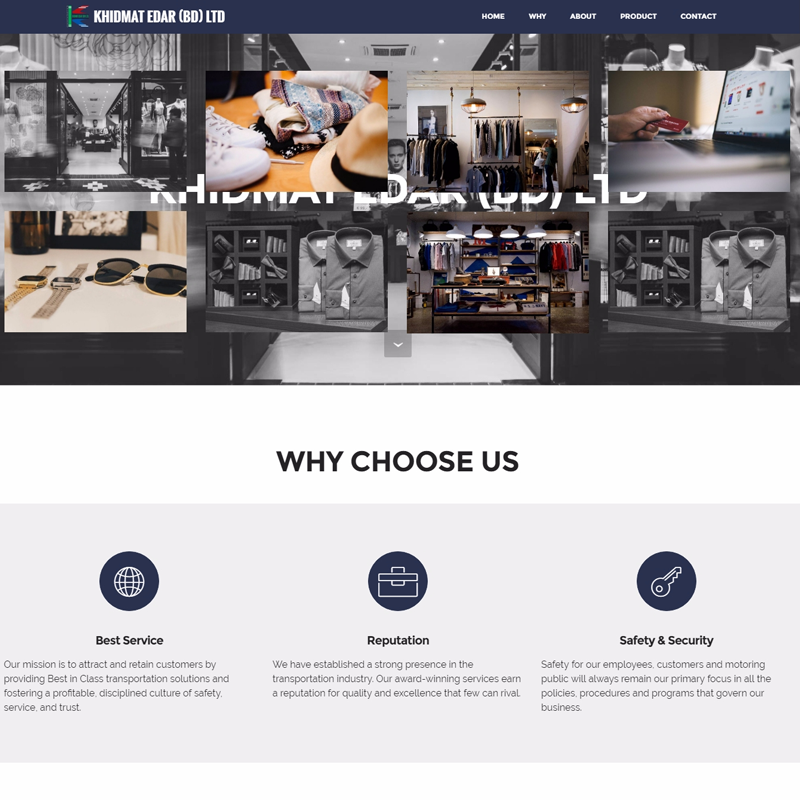 KHIDMAT EDAR (BD) LTD
HOME WHY ABOUT PRODUCT CONTACT
KHIDMAT EDAR (BD) LTD
WHY CHOOSE US
Best Service
Our mission is to attract and retain customers by
providing Best in Class transportation solutions and
fostering a profitable, disciplined culture of safety,
service, and trust.
Reputation
We have established a strong presence in the
transportation industry. Our award-winning services earn
a reputation for quality and excellence that few can rival.
Safety & Security
Safety for our employees, customers and motoring
public will always remain our primary focus in all the
policies, procedures and programs that govern our
business.